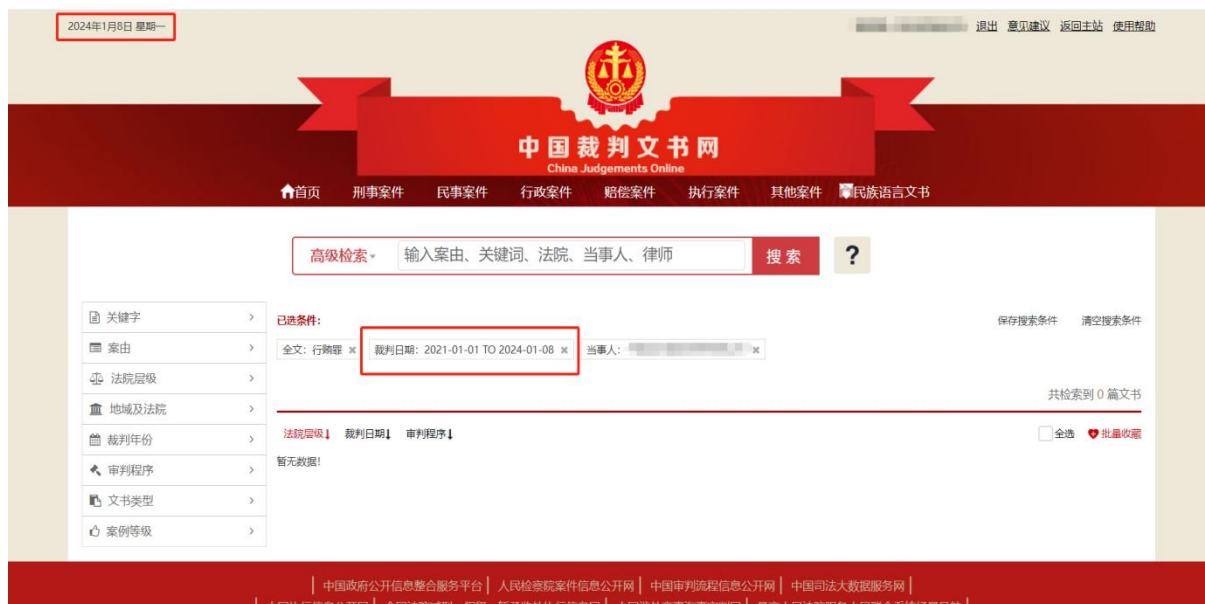 2024年1月8日 星期一
退出 意见建议 返回主站 使用帮助
中国裁判文书网
China Judgements Online
首页 刑事案件 民事案件 行政案件 赔偿案件 执行案件 其他案件 民族语言文书
高级检索 输入案由、关键词、法院、当事人、律师 搜索 ?
关键字
案由
法院层级
地域及法院
裁判年份
审判程序
文书类型
案例等级
已选条件: 保存搜索条件 清空搜索条件
全文: 行贿罪 × 裁判日期: 2021-01-01 TO 2024-01-08 × 当事人: ×
共检索到 0 篇文书
法院层级 裁判日期 审判程序 全选 批量收藏
暂无数据!
中国政府公开信息整合服务平台 | 人民检察院案件信息公开网 | 中国审判流程信息公开网 | 中国司法大数据服务网 |